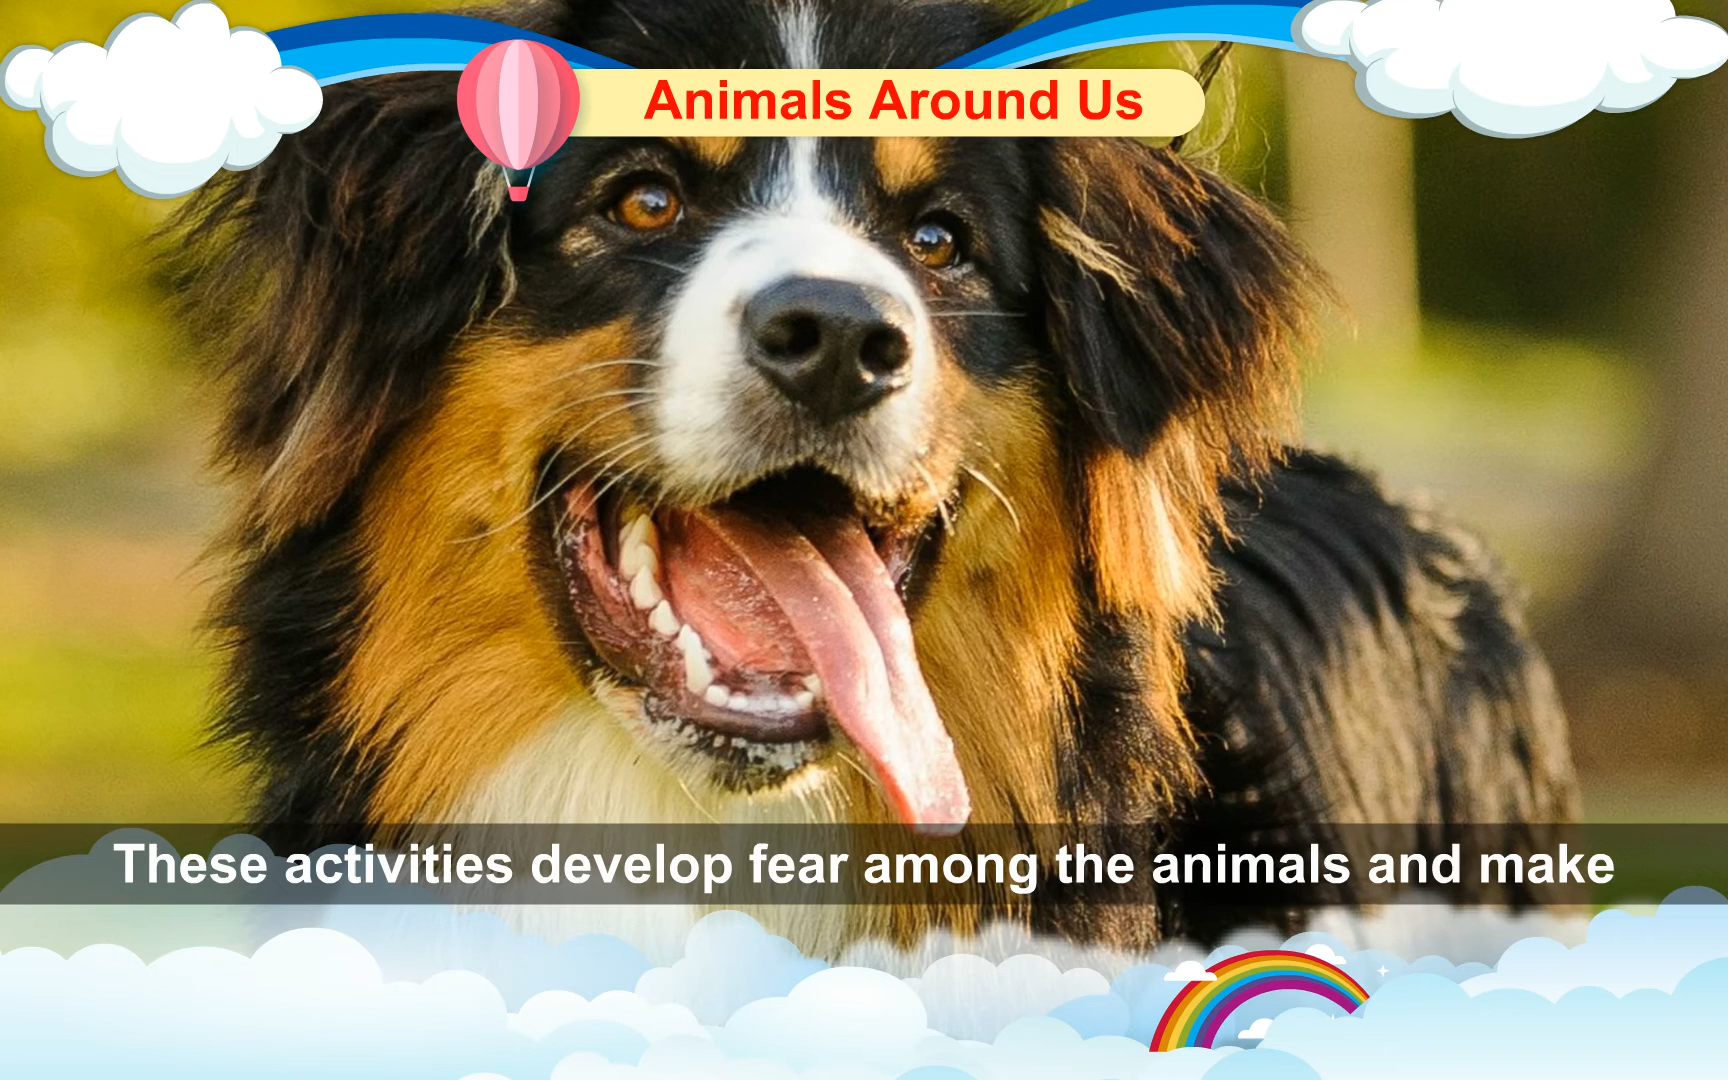 Animals Around Us
These activities develop fear among the animals and make